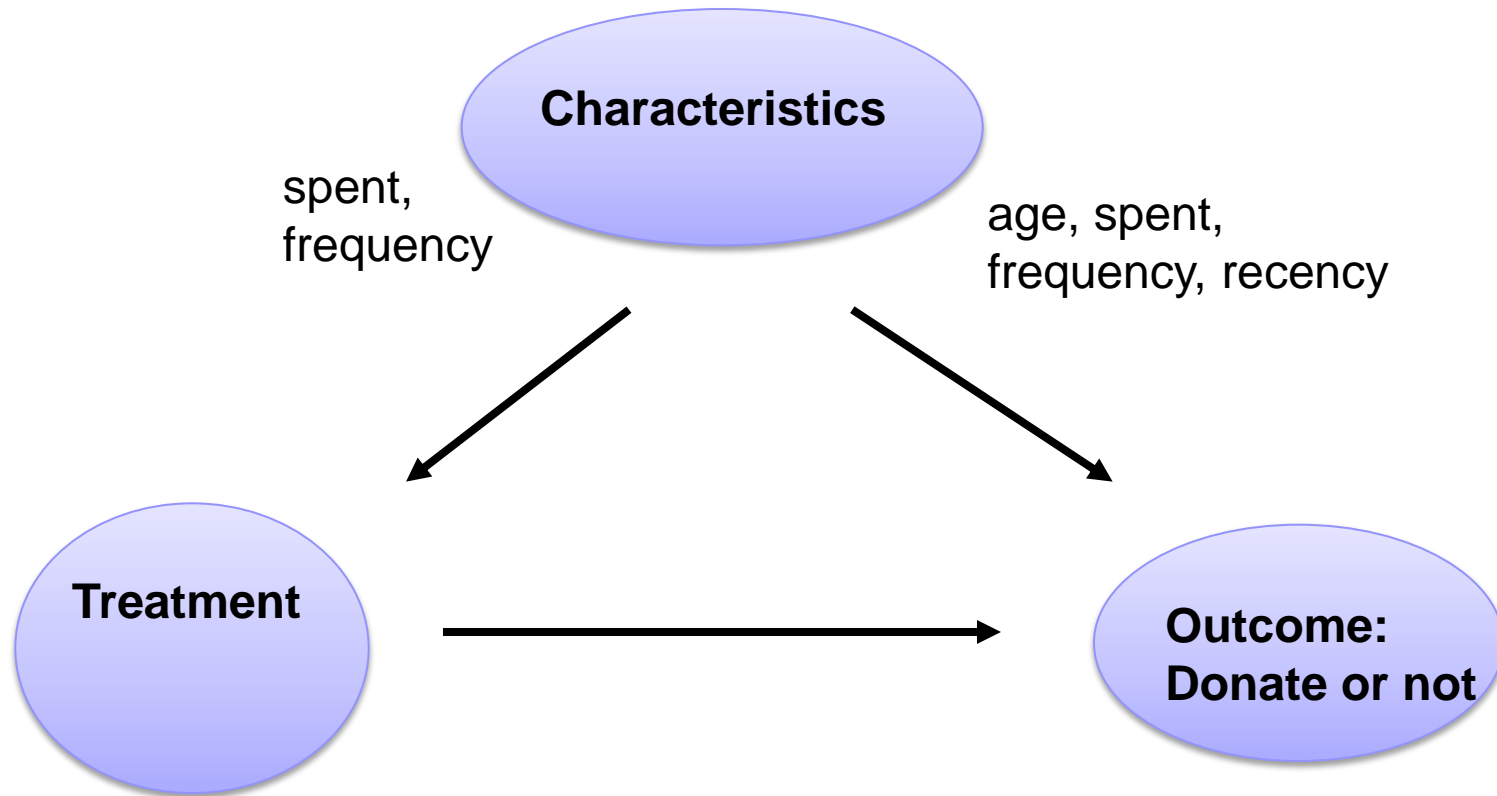 Characteristics
spent,
frequency
age, spent,
frequency, recency
Treatment
Outcome:
Donate or not